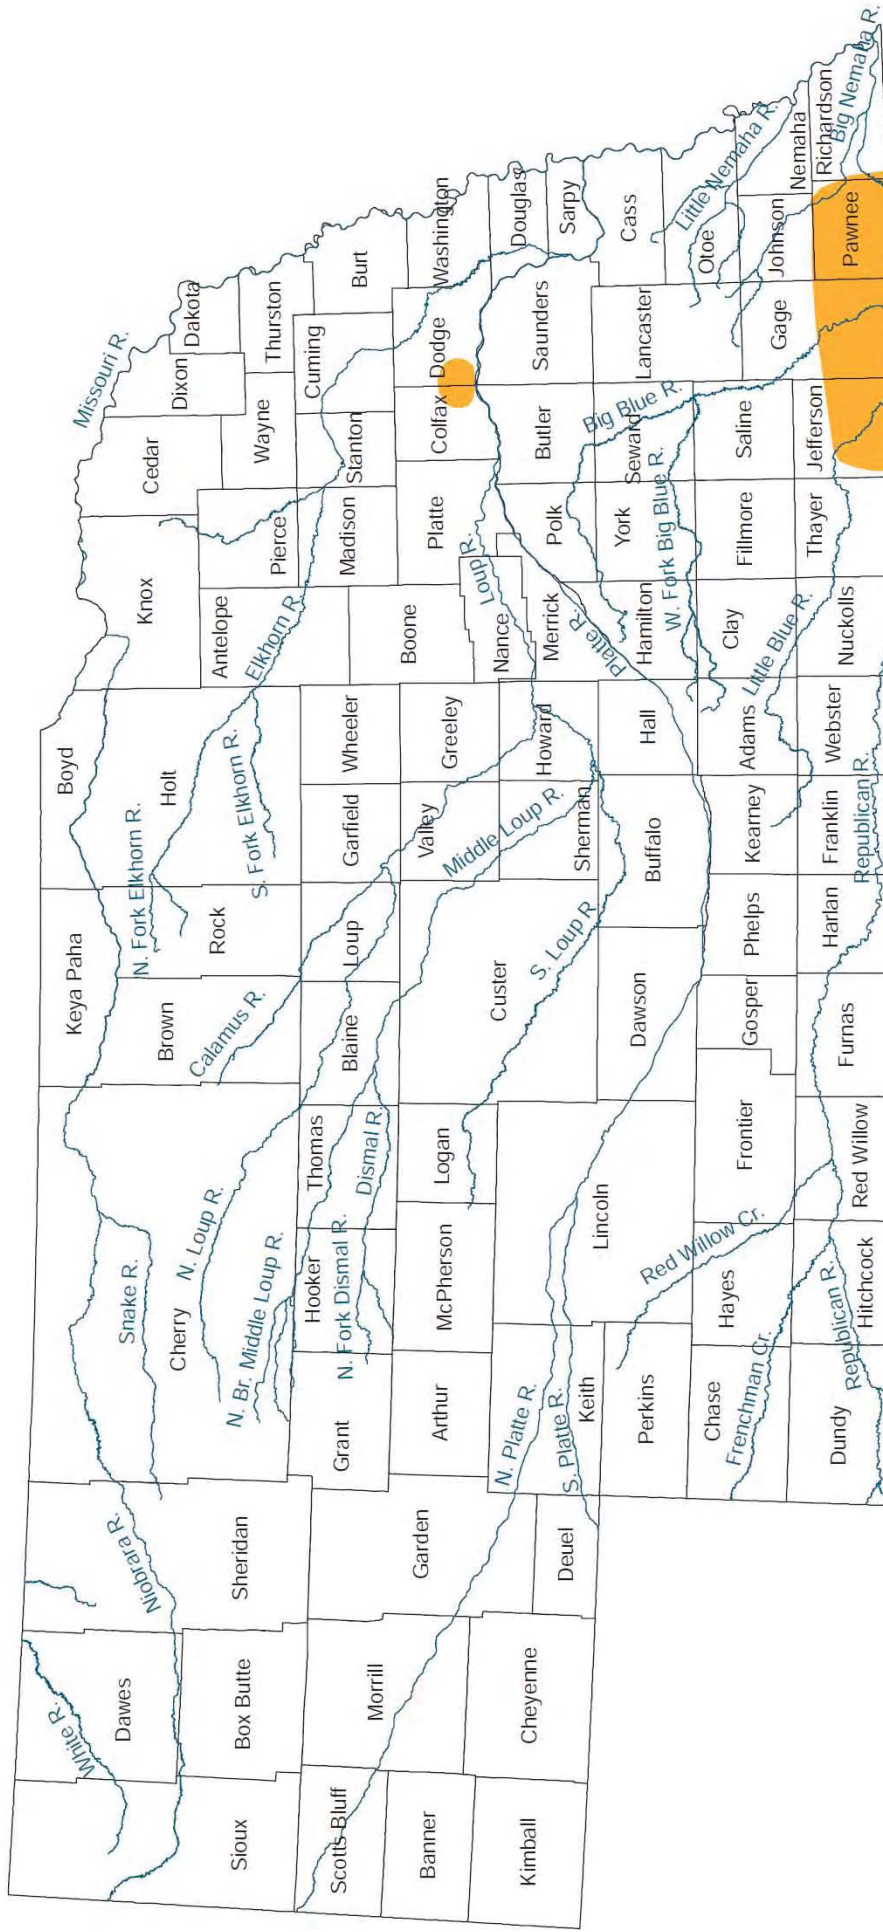 Sioux
Dawes
White R.
Box Butte
Sheridan
Niobrara R.
Scotts Bluff
Banner
Kimball
Morrill
Cheyenne
Garden
Deuel
Cherry
Snake R.
N. Loup R.
N. Br. Middle Loup R.
Grant
Hooker
Thomas
N. Fork Dismal R.
Dismal R.
Arthur
McPherson
Logan
N. Platte R.
S. Platte R.
Keith
Lincoln
Perkins
Chase
Hayes
Frontier
Red Willow Cr.
Frenchman Cr.
Dundy
Republican R.
Hitchcock
Red Willow
Keya Paha
Brown
Rock
Calamus R.
Blaine
Loup
Custer
S. Loup R.
Dawson
Gosper
Phelps
Furnas
Harlan
Boyd
Holt
N. Fork Elkhorn R.
S. Fork Elkhorn R.
Garfield
Wheeler
Valley
Greeley
Middle Loup R.
Sherman
Howard
Buffalo
Hall
Kearney
Adams
Franklin
Webster
Republican R.
Knox
Antelope
Pierce
Elkhorn R.
Boone
Madison
Nance
Platte
Loup R.
Merrick
Platte R.
Polk
Hamilton
York
W. Fork Big Blue R.
Clay
Fillmore
Little Blue R.
Nuckolls
Thayer
Missouri R.
Cedar
Dixon
Dakota
Wayne
Thurston
Stanton
Cuming
Burt
Colfax
Dodge
Washington
Butler
Saunders
Douglas
Sarpy
Big Blue R.
Seward
Lancaster
Cass
Saline
Otoe
Little Nemaha R.
Jefferson
Gage
Johnson
Nemaha
Pawnee
Richardson
Big Nemaha R.